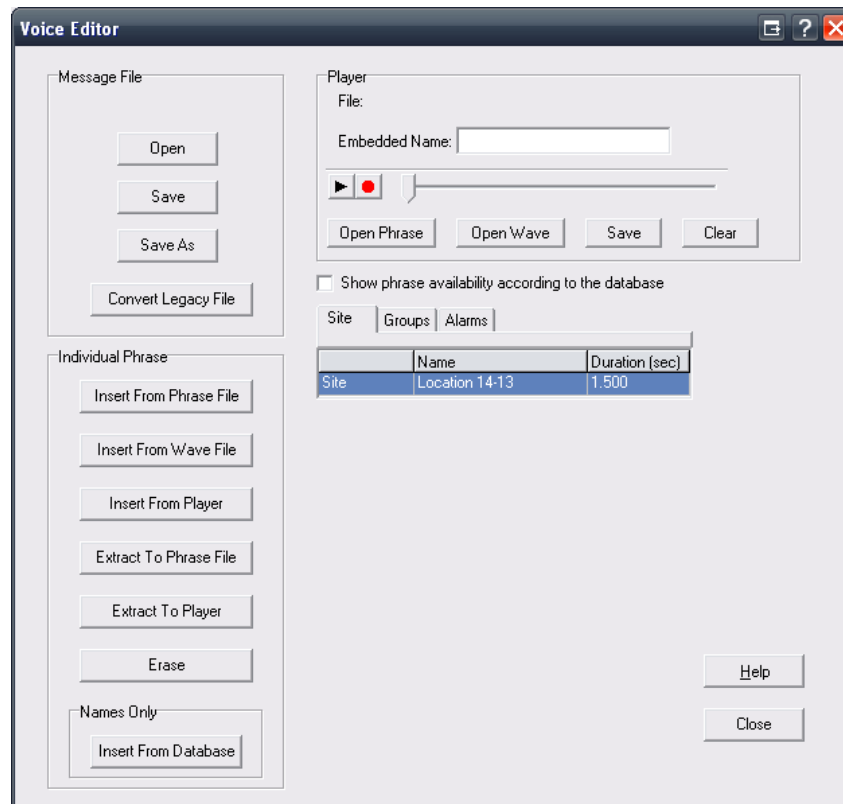 Voice Editor
?
Message File
Open
Save
Save As
Convert Legacy File
Individual Phrase
Insert From Phrase File
Insert From Wave File
Insert From Player
Extract To Phrase File
Extract To Player
Erase
Names Only
Insert From Database
Player
File:
Embedded Name:
Open Phrase
Open Wave
Save
Clear
Show phrase availability according to the database
Site Groups Alarms
Name Duration (sec)
Site Location 14-13 1.500
Help
Close